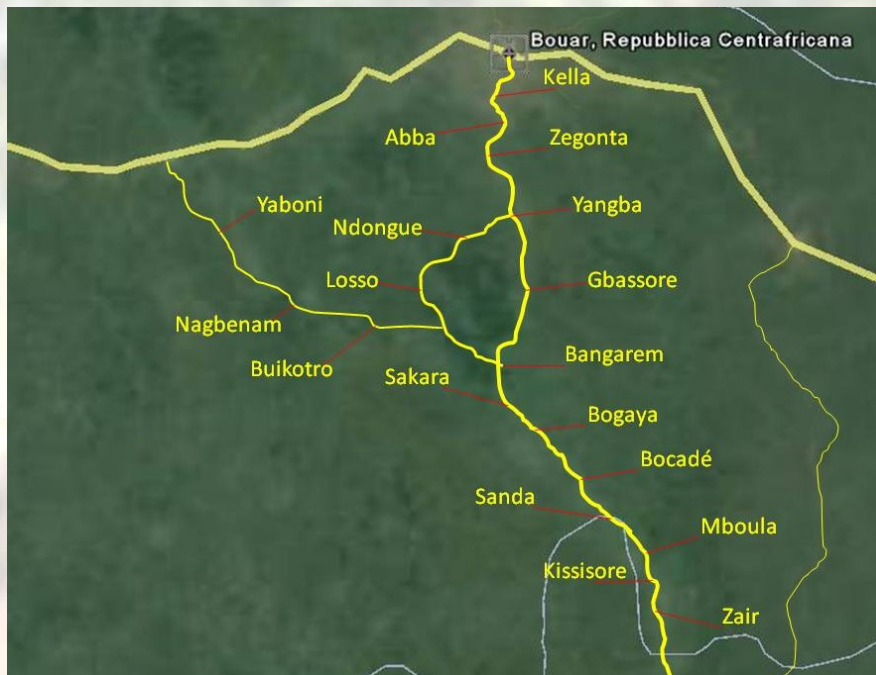 Bouar, Repubblica Centrafricana
Kella
Abba
Zegonta
Yaboni
Yangba
Ndongue
Losso
Gbassore
Nagbenam
Buikotro
Bangarem
Sakara
Bogaya
Bocadé
Sanda
Mboula
Kissisore
Zair